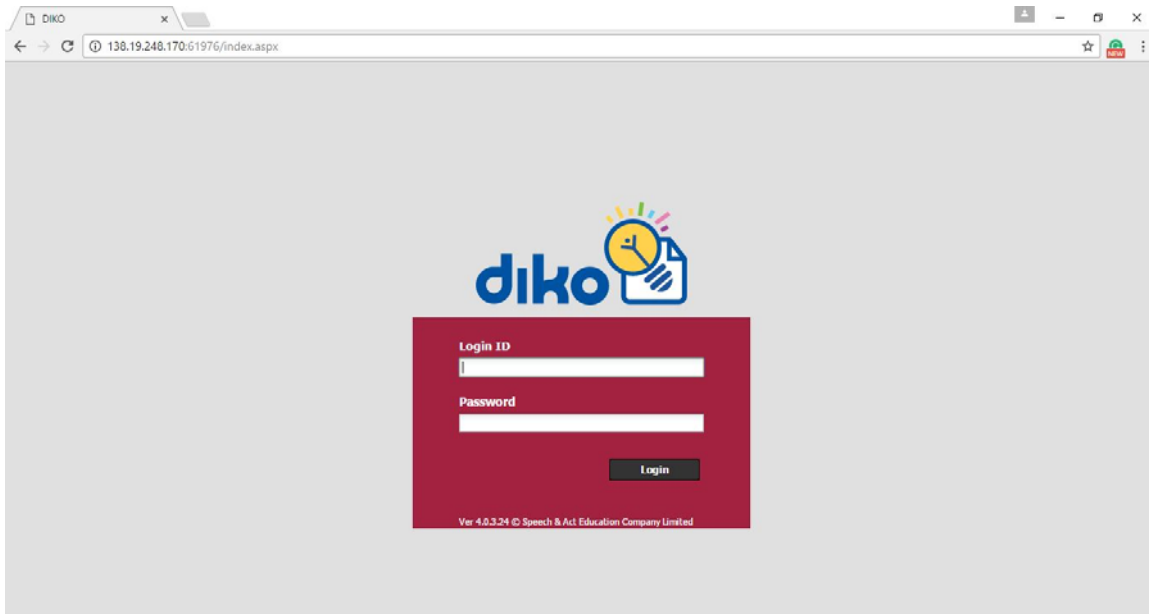 DIKO
138.19.248.170:61976/index.aspx
NEW
diko
Login ID
Password
Login
Ver 4.0.3.24 © Speech & Act Education Company Limited